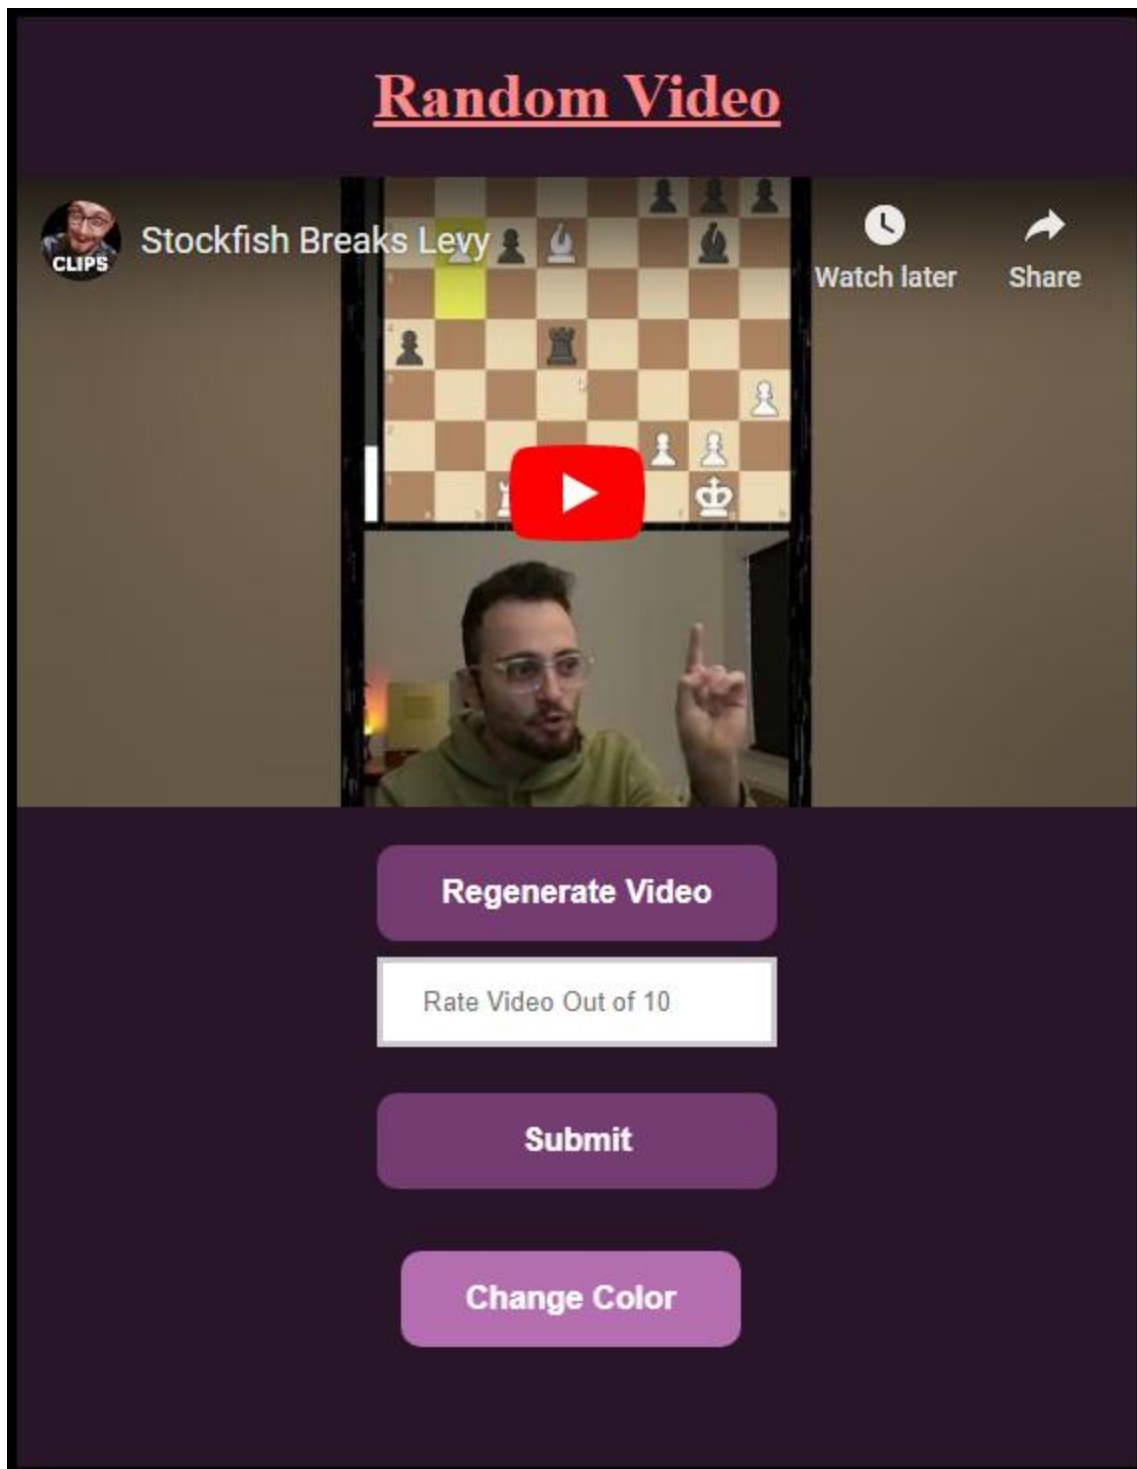 Random Video
CLIPS
Stockfish Breaks Levy
Watch later
Share
Regenerate Video
Rate Video Out of 10
Submit
Change Color